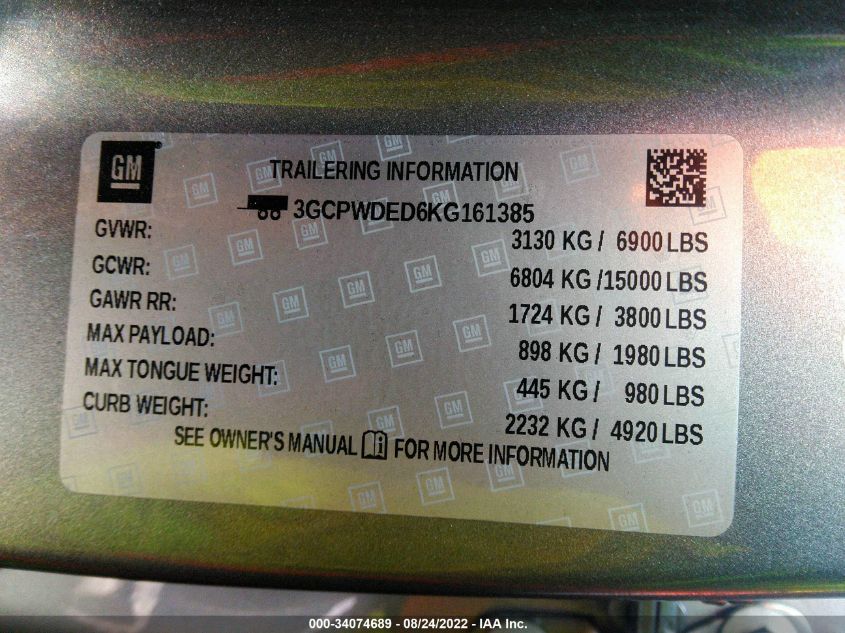 GM
TRAILERING INFORMATION
3GCPWDED6KG161385
GVWR: 3130 KG / 6900 LBS
GCWR: 6804 KG /15000 LBS
GAWR RR: 1724 KG / 3800 LBS
MAX PAYLOAD: 898 KG / 1980 LBS
MAX TONGUE WEIGHT: 445 KG / 980 LBS
CURB WEIGHT: 2232 KG / 4920 LBS
SEE OWNER'S MANUAL FOR MORE INFORMATION
000-34074689 - 08/24/2022 - IAA Inc.